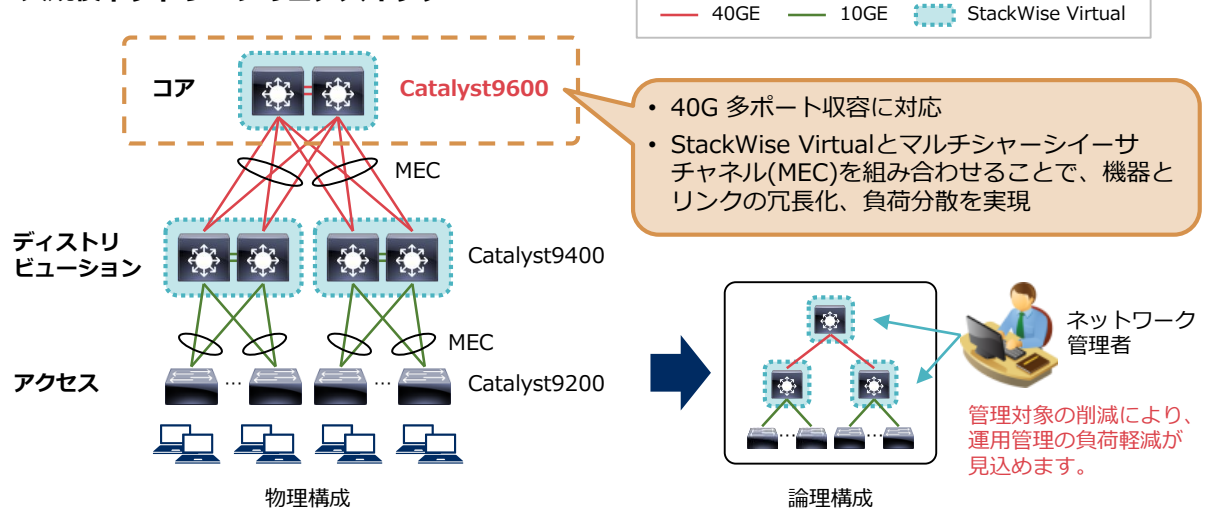 40GE
10GE
StackWise Virtual
コア
Catalyst9600
• 40G 多ポート収容に対応
• StackWise Virtualとマルチシャーシイーサ
チャネル(MEC)を組み合わせることで、機器と
リンクの冗長化、負荷分散を実現
MEC
ディストリ
ビューション
Catalyst9400
MEC
アクセス
…
…
Catalyst9200
…
…
ネットワーク
管理者
管理対象の削減により、
運用管理の負荷軽減が
見込めます。
物理構成
論理構成